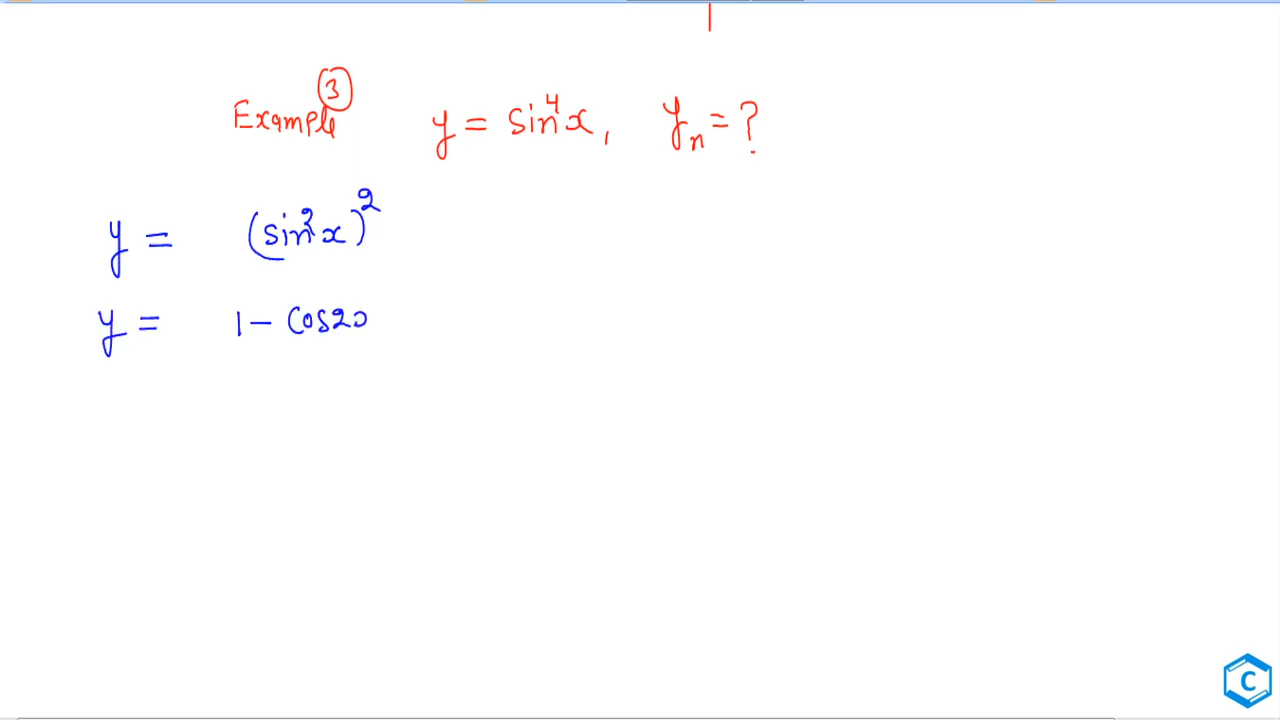 Example ③ y = sin⁴x, yₙ = ?
y = (sin²x)²
y = 1 - cos2
C